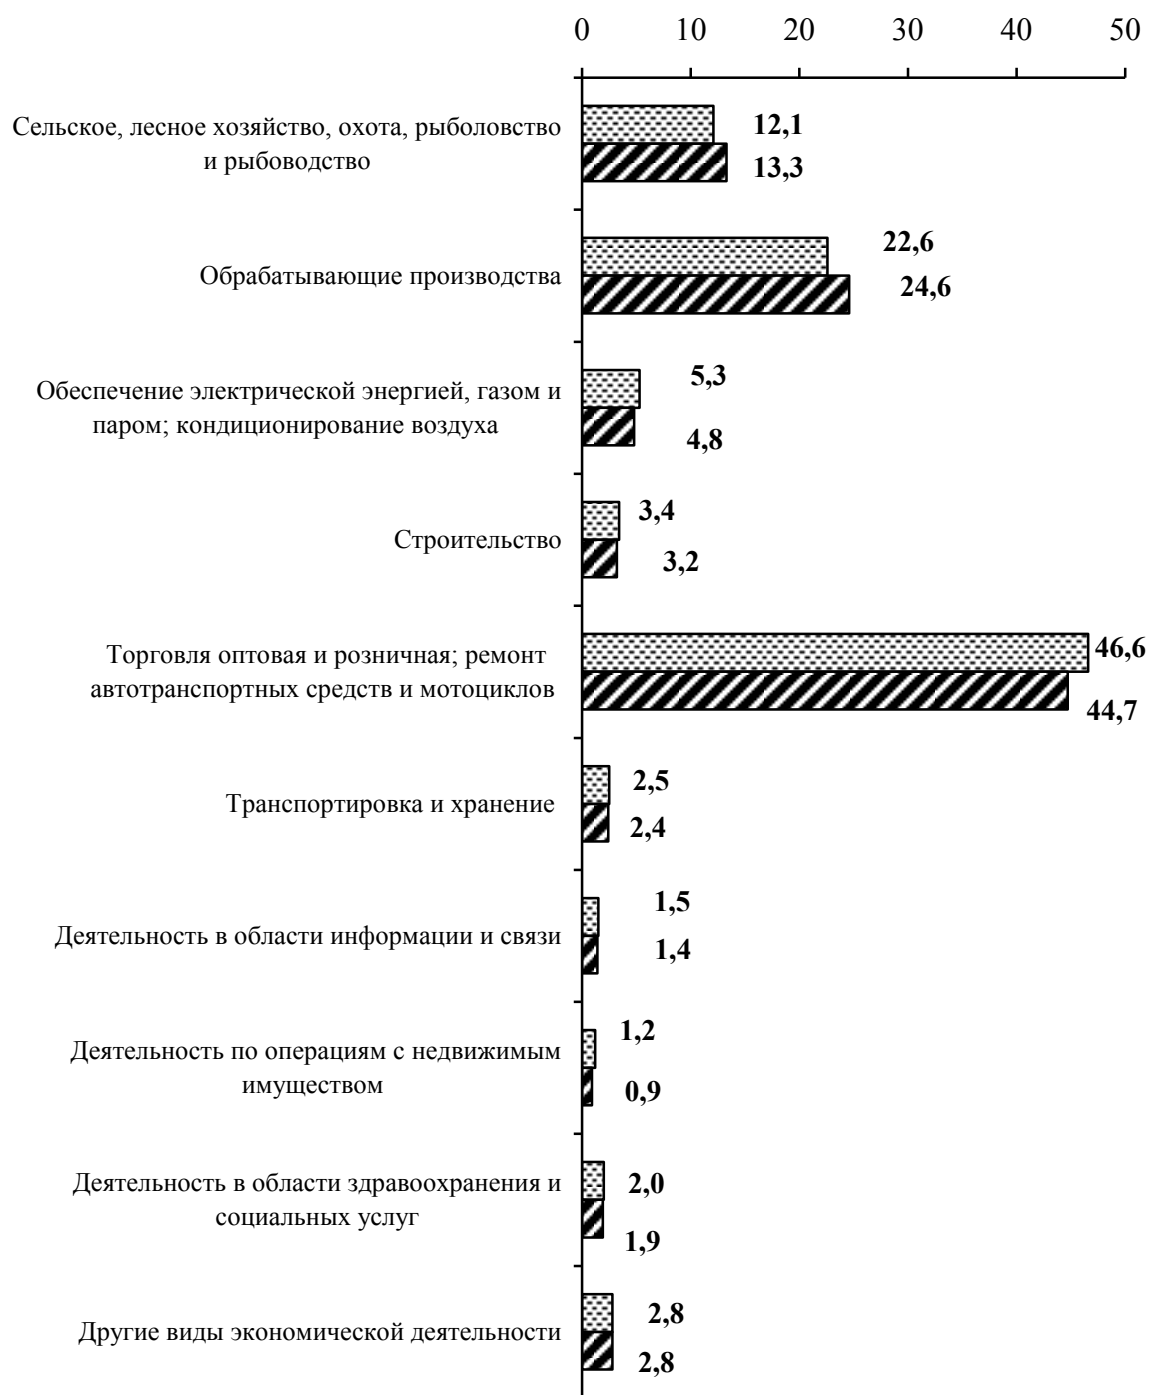 0 10 20 30 40 50
Сельское, лесное хозяйство, охота, рыболовство
и рыбоводство
12,1
13,3
Обрабатывающие производства
22,6
24,6
Обеспечение электрической энергией, газом и
паром; кондиционирование воздуха
5,3
4,8
Строительство
3,4
3,2
Торговля оптовая и розничная; ремонт
автотранспортных средств и мотоциклов
46,6
44,7
Транспортировка и хранение
2,5
2,4
Деятельность в области информации и связи
1,5
1,4
Деятельность по операциям с недвижимым
имуществом
1,2
0,9
Деятельность в области здравоохранения и
социальных услуг
2,0
1,9
Другие виды экономической деятельности
2,8
2,8